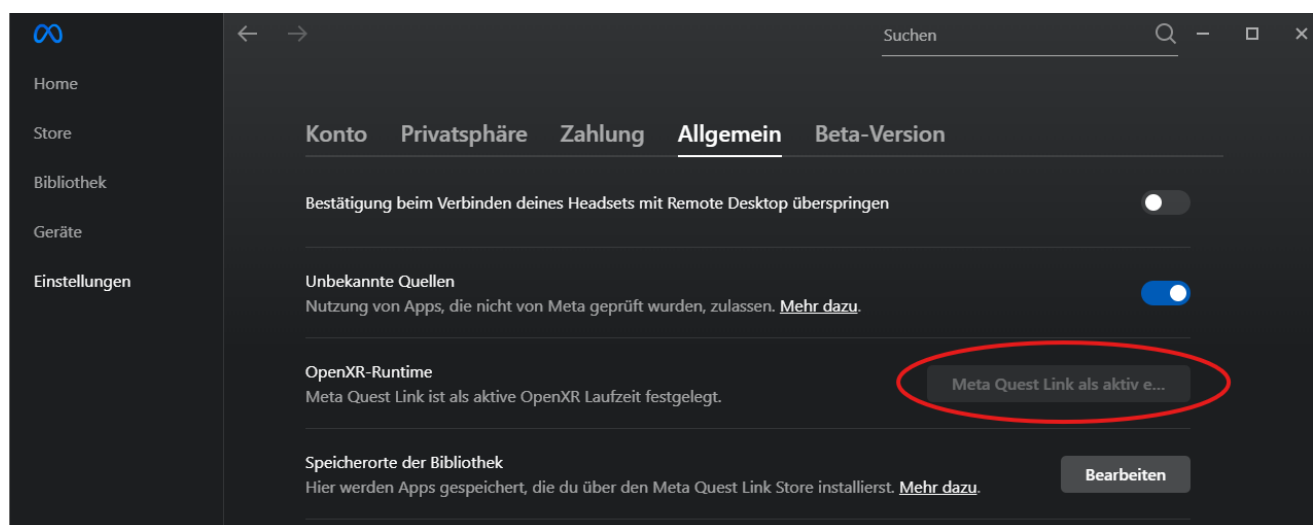 Suchen
Home
Store
Bibliothek
Geräte
Einstellungen
Konto Privatsphäre Zahlung Allgemein Beta-Version
Bestätigung beim Verbinden deines Headsets mit Remote Desktop überspringen
Unbekannte Quellen
Nutzung von Apps, die nicht von Meta geprüft wurden, zulassen. Mehr dazu.
OpenXR-Runtime
Meta Quest Link ist als aktive OpenXR Laufzeit festgelegt.
Meta Quest Link als aktiv e...
Speicherorte der Bibliothek
Hier werden Apps gespeichert, die du über den Meta Quest Link Store installierst. Mehr dazu.
Bearbeiten